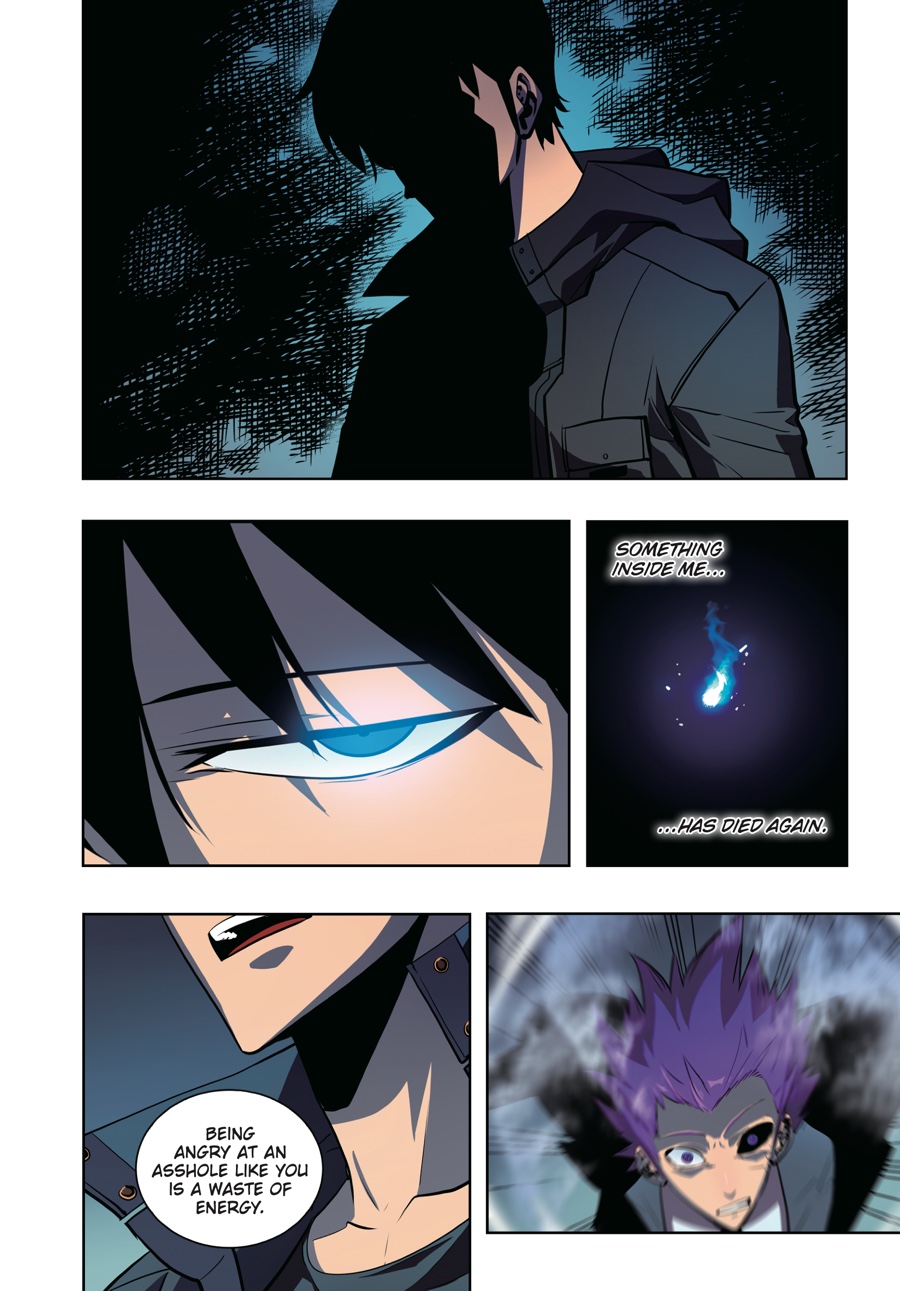 SOMETHING
INSIDE ME...
...HAS DIED AGAIN.
BEING
ANGRY AT AN
ASSHOLE LIKE YOU
IS A WASTE OF
ENERGY.